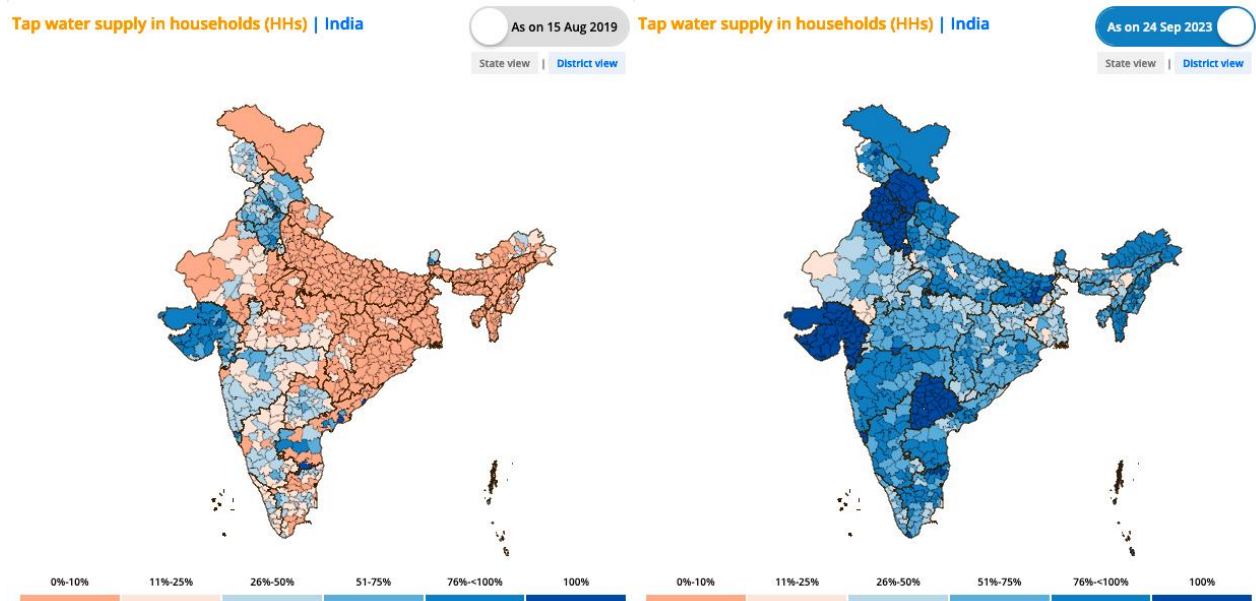 Tap water supply in households (HHs) | India
As on 15 Aug 2019
State view | District view
0%-10% 11%-25% 26%-50% 51-75% 76%-<100% 100%
Tap water supply in households (HHs) | India
As on 24 Sep 2023
State view | District view
0%-10% 11%-25% 26%-50% 51%-75% 76%-<100% 100%